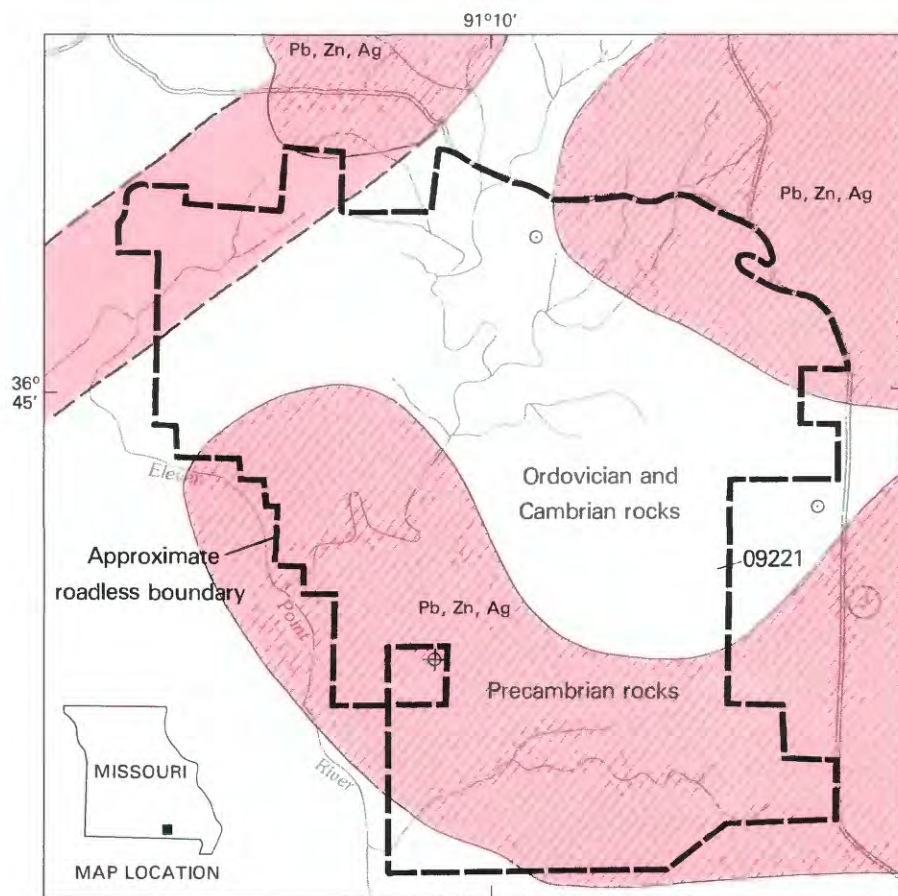 91°10'
Pb, Zn, Ag
Pb, Zn, Ag
36°
45'
Eleven
Ordovician and
Cambrian rocks
Approximate
roadless boundary
09221
Point
Pb, Zn, Ag
Precambrian rocks
River
MISSOURI
MAP LOCATION